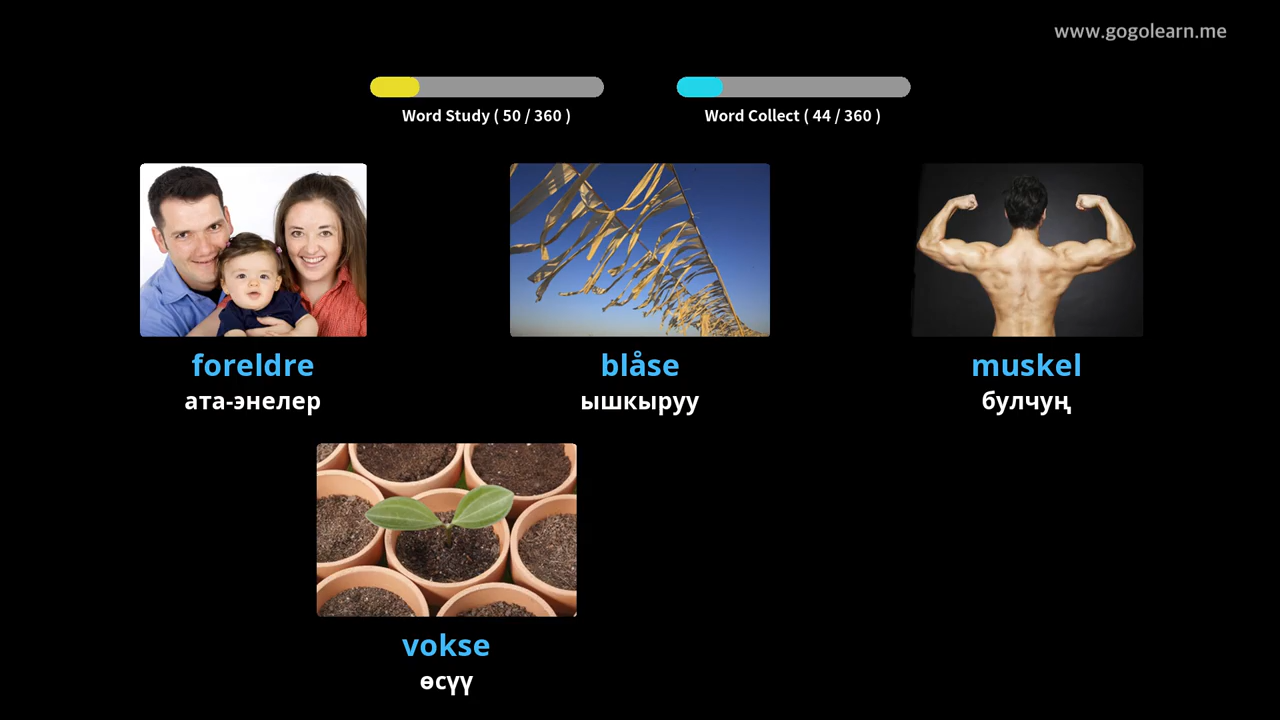 www.gogolearn.me
Word Study ( 50 / 360 )
Word Collect ( 44 / 360 )
foreldre
ата-энелер
blåse
ышкыруу
muskel
булчуң
vokse
өсүү